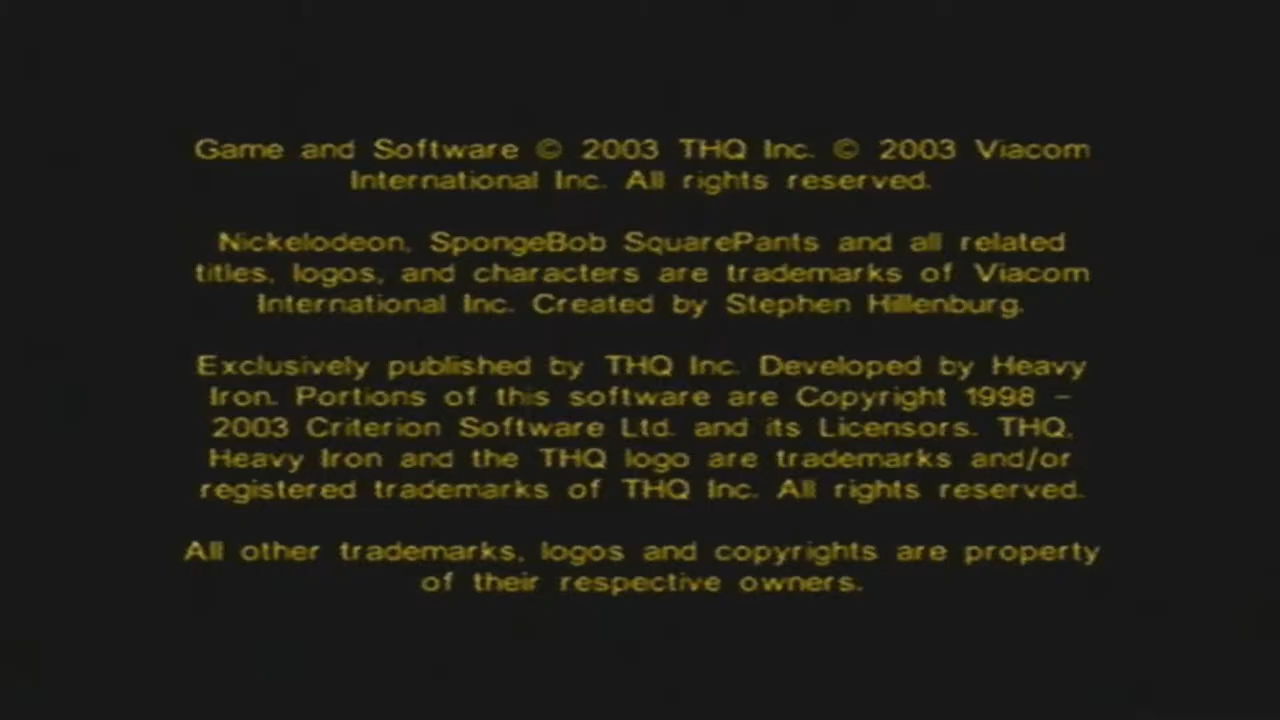 Game and Software © 2003 THQ Inc. © 2003 Viacom
International Inc. All rights reserved.
Nickelodeon, SpongeBob SquarePants and all related
titles, logos, and characters are trademarks of Viacom
International Inc. Created by Stephen Hillenburg.
Exclusively published by THQ Inc. Developed by Heavy
Iron. Portions of this software are Copyright 1998 -
2003 Criterion Software Ltd. and its Licensors. THQ,
Heavy Iron and the THQ logo are trademarks and/or
registered trademarks of THQ Inc. All rights reserved.
All other trademarks, logos and copyrights are property
of their respective owners.